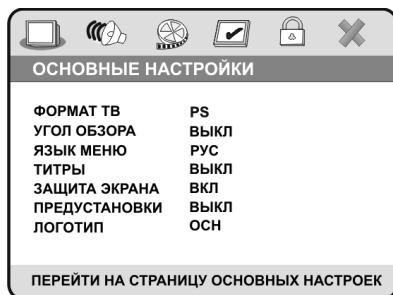 ОСНОВНЫЕ НАСТРОЙКИ
ФОРМАТ ТВ PS
УГОЛ ОБЗОРА ВЫКЛ
ЯЗЫК МЕНЮ РУС
ТИТРЫ ВЫКЛ
ЗАЩИТА ЭКРАНА ВКЛ
ПРЕДУСТАНОВКИ ВЫКЛ
ЛОГОТИП ОСН
ПЕРЕЙТИ НА СТРАНИЦУ ОСНОВНЫХ НАСТРОЕК